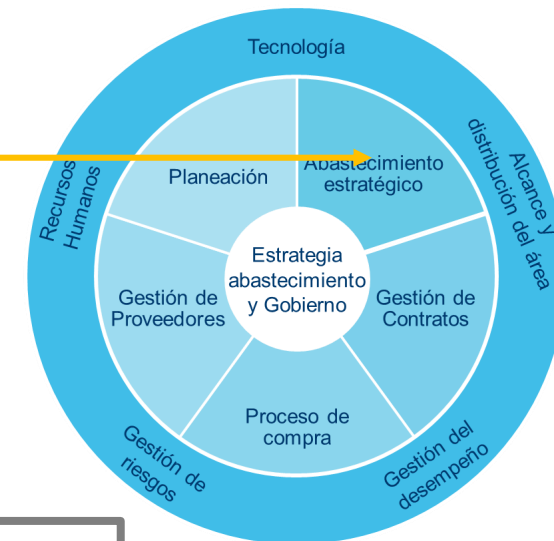 Tecnología
Recursos
Humanos
Alcance y
distribución del área
Planeación
Abastecimiento
estratégico
Estrategia
abastecimiento
y Gobierno
Gestión de
Proveedores
Gestión de
Contratos
Proceso de
compra
Gestión de
riesgos
Gestión del
desempeño